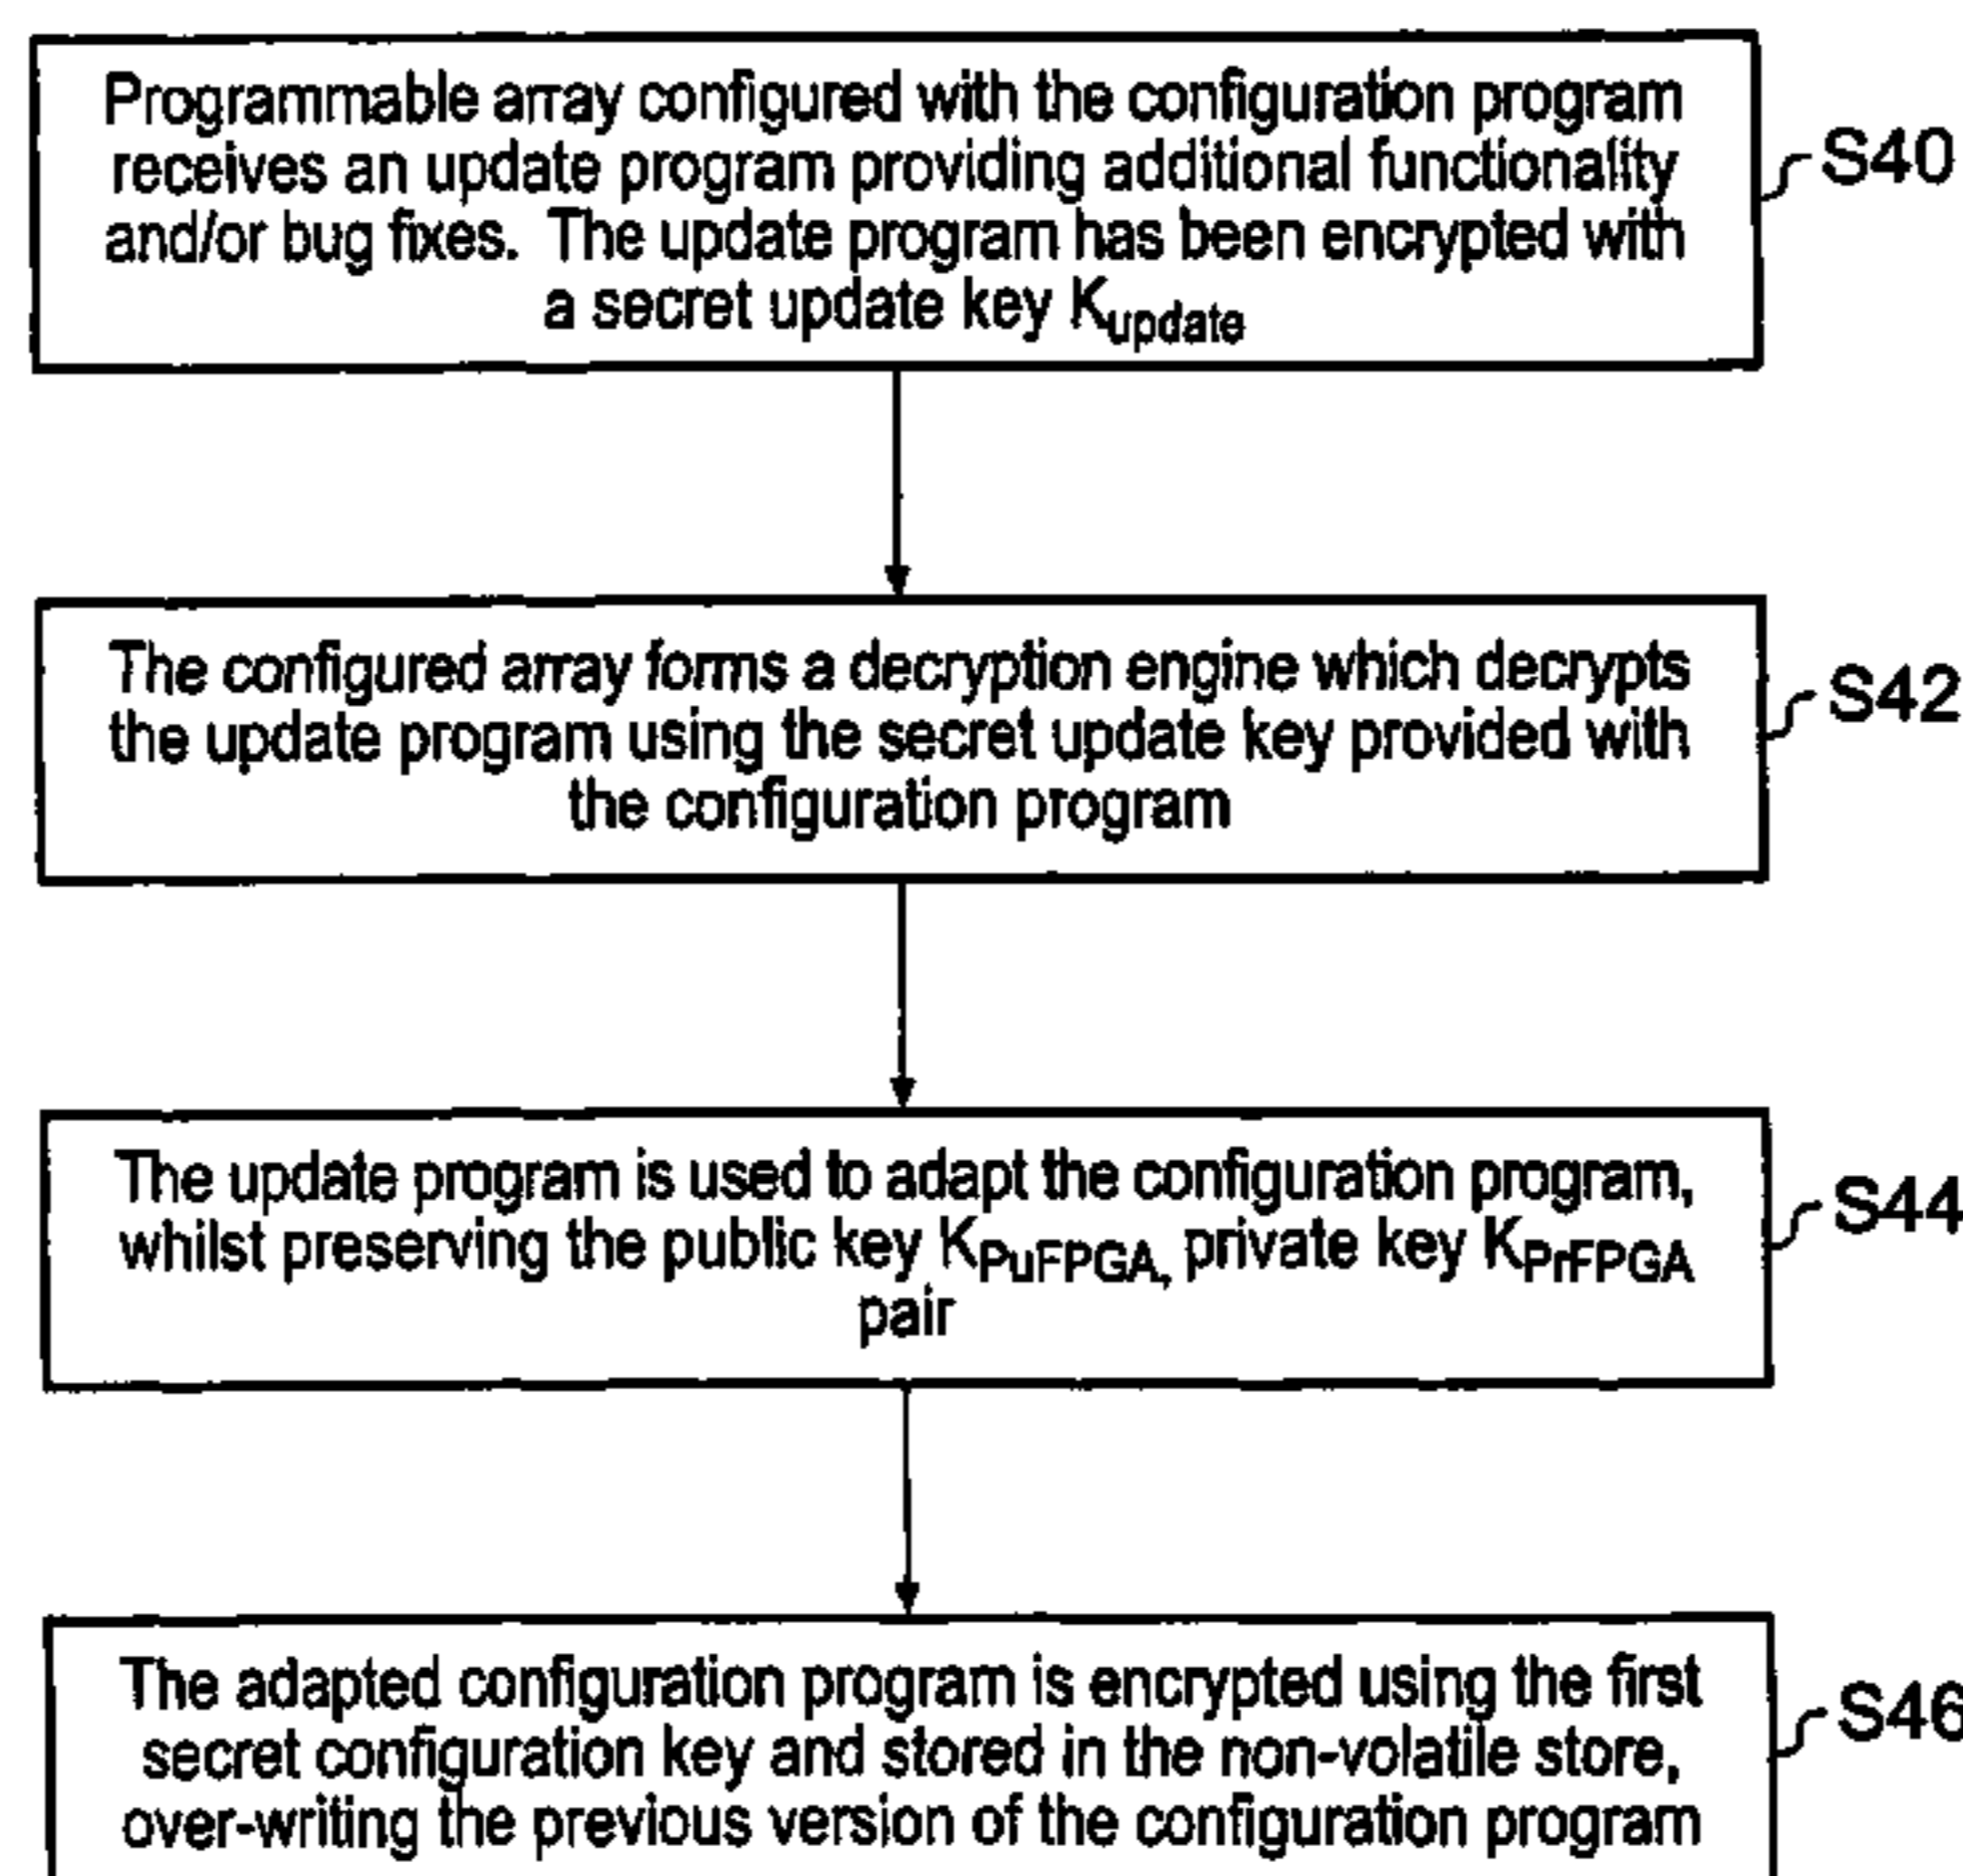 Programmable array configured with the configuration program
receives an update program providing additional functionality
and/or bug fixes. The update program has been encrypted with
a secret update key Kupdate
S40
The configured array forms a decryption engine which decrypts
the update program using the secret update key provided with
the configuration program
S42
The update program is used to adapt the configuration program,
whilst preserving the public key KPuFPGA, private key KPrFPGA
pair
S44
The adapted configuration program is encrypted using the first
secret configuration key and stored in the non-volatile store,
over-writing the previous version of the configuration program
S46